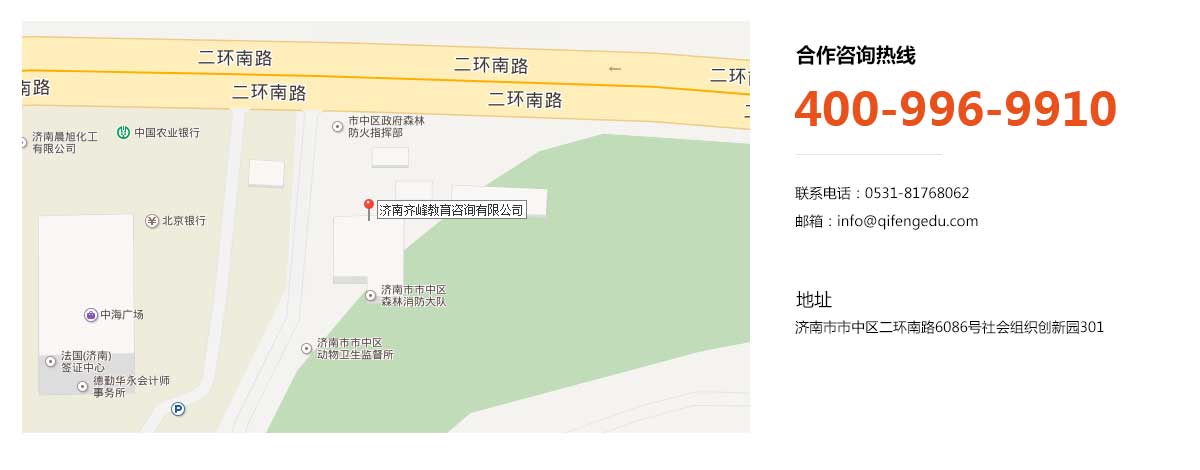 二环南路
二环南路
二环
南路
二环南路
二环南路
市中区政府森林
防火指挥部
济南晨旭化工
有限公司
中国农业银行
济南齐峰教育咨询有限公司
北京银行
济南市市中区
森林消防大队
中海广场
济南市市中区
动物卫生监督所
法国(济南)
签证中心
德勤华永会计师
事务所
P
合作咨询热线
400-996-9910
联系电话：0531-81768062
邮箱：info@qifengedu.com
地址
济南市市中区二环南路6086号社会组织创新园301